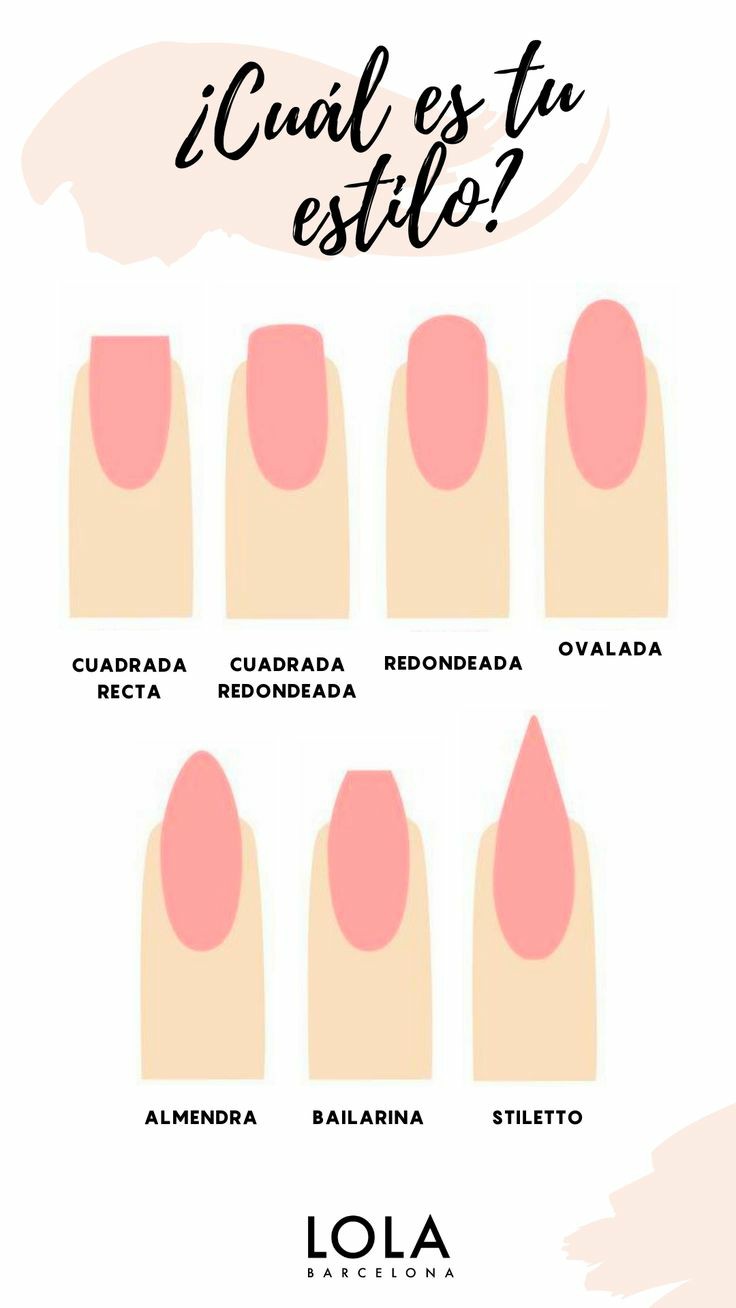 ¿Cuál es tu
estilo?
CUADRADA
RECTA
CUADRADA
REDONDEADA
REDONDEADA
OVALADA
ALMENDRA
BAILARINA
STILETTO
LOLA
BARCELONA